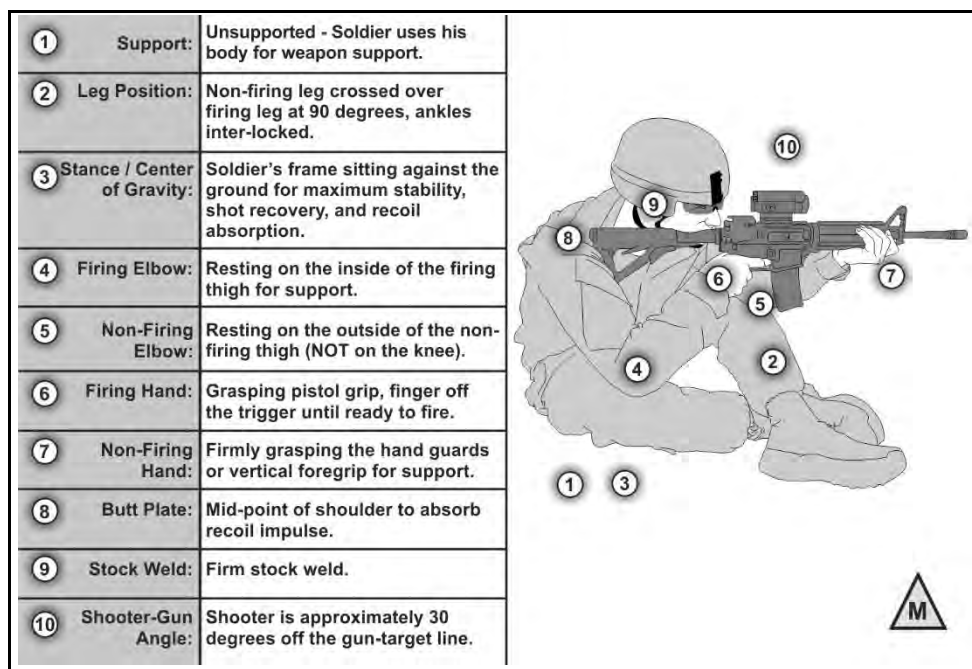 1 Support: Unsupported - Soldier uses his
body for weapon support.
2 Leg Position: Non-firing leg crossed over
firing leg at 90 degrees, ankles
inter-locked.
3 Stance / Center
of Gravity:
Soldier’s frame sitting against the
ground for maximum stability,
shot recovery, and recoil
absorption.
4 Firing Elbow: Resting on the inside of the firing
thigh for support.
5 Non-Firing
Elbow:
Resting on the outside of the non-
firing thigh (NOT on the knee).
6 Firing Hand: Grasping pistol grip, finger off
the trigger until ready to fire.
7 Non-Firing
Hand:
Firmly grasping the hand guards
or vertical foregrip for support.
8 Butt Plate: Mid-point of shoulder to absorb
recoil impulse.
9 Stock Weld: Firm stock weld.
10 Shooter-Gun
Angle:
Shooter is approximately 30
degrees off the gun-target line.
10
9
8
7
6
5
4
2
1 3
M